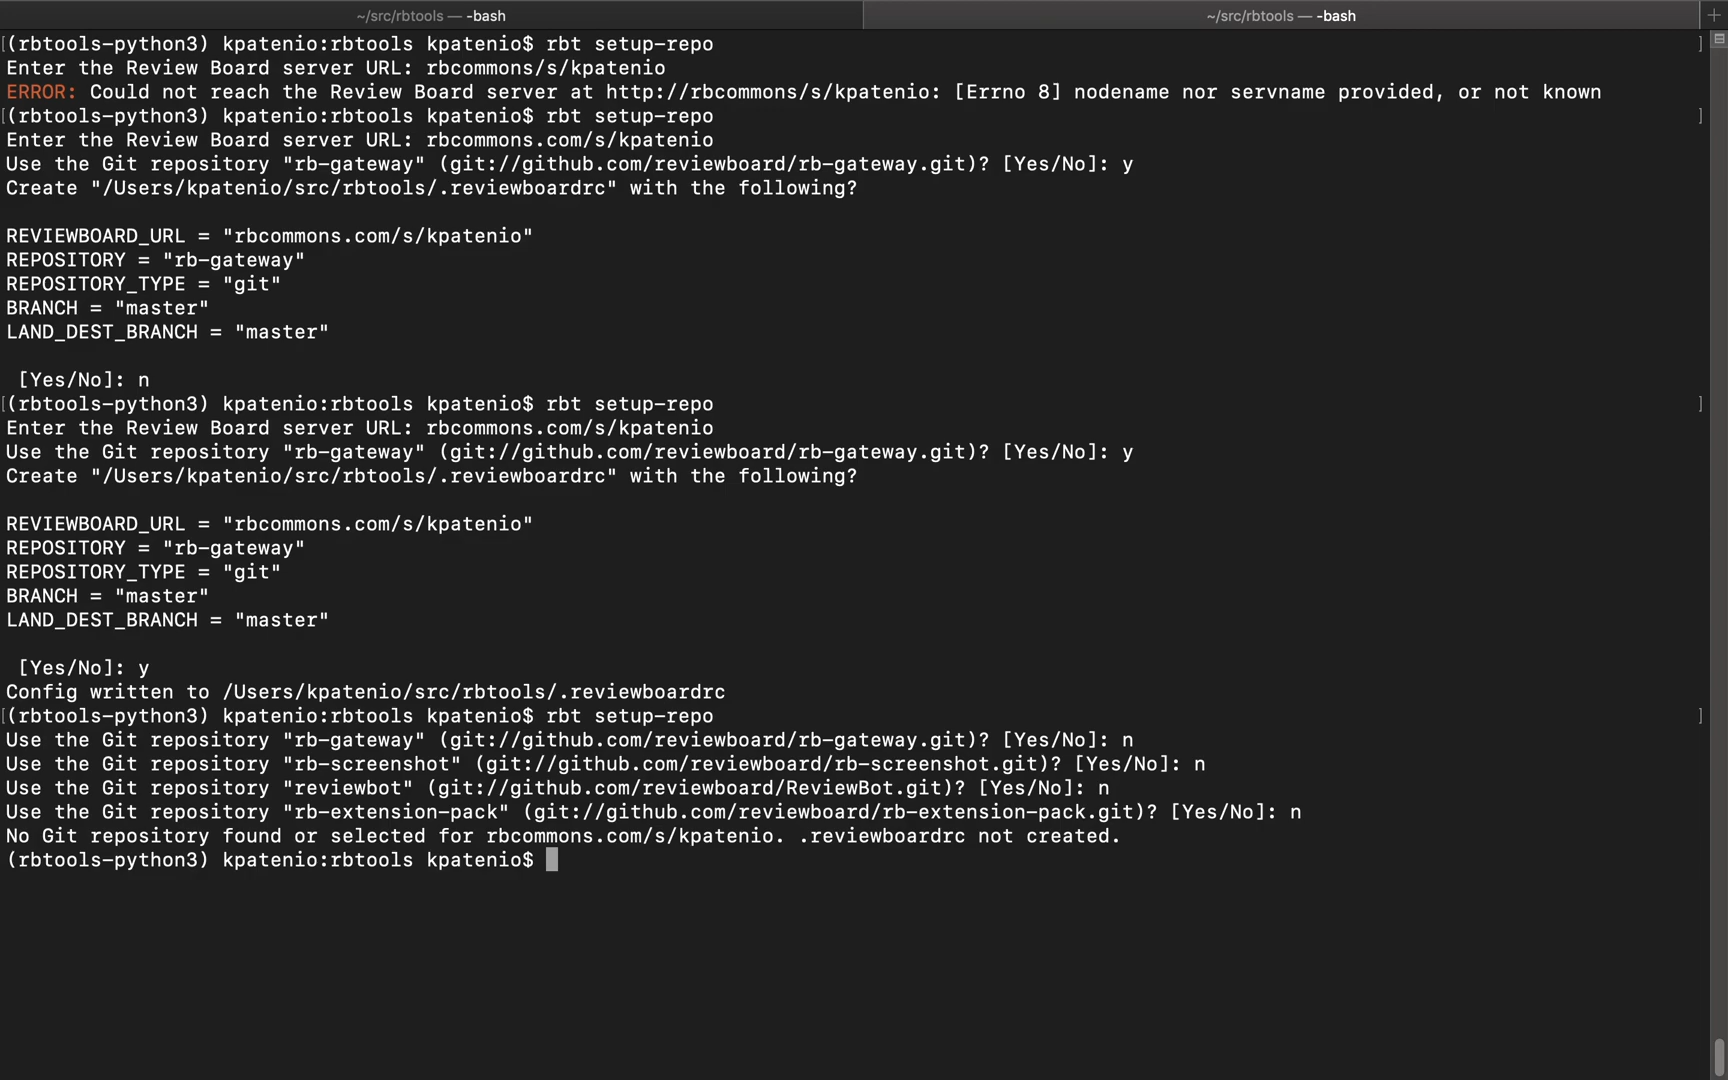 ~/src/rbtools — -bash
~/src/rbtools — -bash
[(rbtools-python3) kpatenio:rbtools kpatenio$ rbt setup-repo ]
Enter the Review Board server URL: rbcommons/s/kpatenio
ERROR: Could not reach the Review Board server at http://rbcommons/s/kpatenio: [Errno 8] nodename nor servname provided, or not known
[(rbtools-python3) kpatenio:rbtools kpatenio$ rbt setup-repo ]
Enter the Review Board server URL: rbcommons.com/s/kpatenio
Use the Git repository "rb-gateway" (git://github.com/reviewboard/rb-gateway.git)? [Yes/No]: y
Create "/Users/kpatenio/src/rbtools/.reviewboardrc" with the following?
REVIEWBOARD_URL = "rbcommons.com/s/kpatenio"
REPOSITORY = "rb-gateway"
REPOSITORY_TYPE = "git"
BRANCH = "master"
LAND_DEST_BRANCH = "master"
[Yes/No]: n
[(rbtools-python3) kpatenio:rbtools kpatenio$ rbt setup-repo ]
Enter the Review Board server URL: rbcommons.com/s/kpatenio
Use the Git repository "rb-gateway" (git://github.com/reviewboard/rb-gateway.git)? [Yes/No]: y
Create "/Users/kpatenio/src/rbtools/.reviewboardrc" with the following?
REVIEWBOARD_URL = "rbcommons.com/s/kpatenio"
REPOSITORY = "rb-gateway"
REPOSITORY_TYPE = "git"
BRANCH = "master"
LAND_DEST_BRANCH = "master"
[Yes/No]: y
Config written to /Users/kpatenio/src/rbtools/.reviewboardrc
[(rbtools-python3) kpatenio:rbtools kpatenio$ rbt setup-repo ]
Use the Git repository "rb-gateway" (git://github.com/reviewboard/rb-gateway.git)? [Yes/No]: n
Use the Git repository "rb-screenshot" (git://github.com/reviewboard/rb-screenshot.git)? [Yes/No]: n
Use the Git repository "reviewbot" (git://github.com/reviewboard/ReviewBot.git)? [Yes/No]: n
Use the Git repository "rb-extension-pack" (git://github.com/reviewboard/rb-extension-pack.git)? [Yes/No]: n
No Git repository found or selected for rbcommons.com/s/kpatenio. .reviewboardrc not created.
(rbtools-python3) kpatenio:rbtools kpatenio$